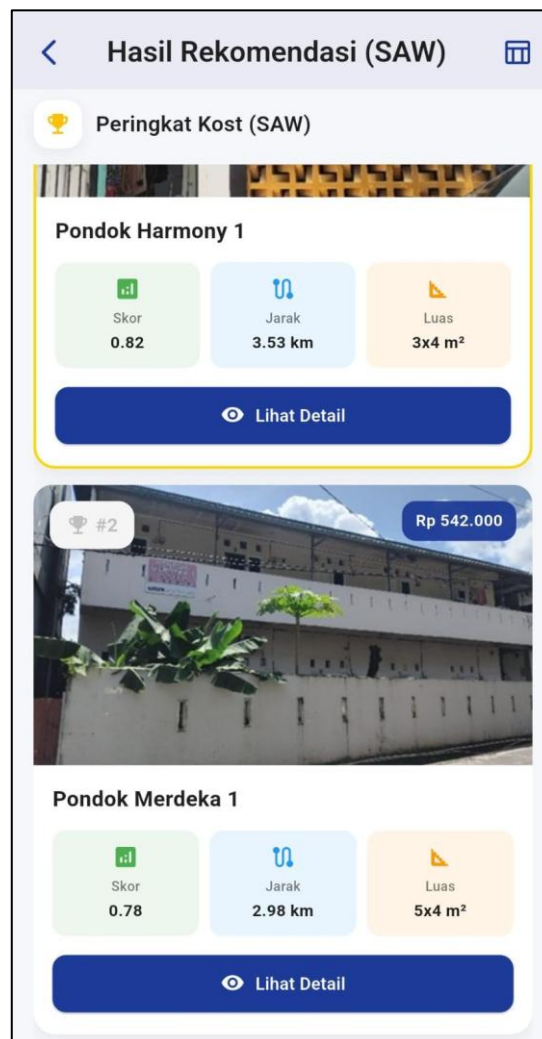 Hasil Rekomendasi (SAW)
Peringkat Kost (SAW)
Pondok Harmony 1
Skor
0.82
Jarak
3.53 km
Luas
3x4 m²
Lihat Detail
#2
Rp 542.000
Pondok Merdeka 1
Skor
0.78
Jarak
2.98 km
Luas
5x4 m²
Lihat Detail